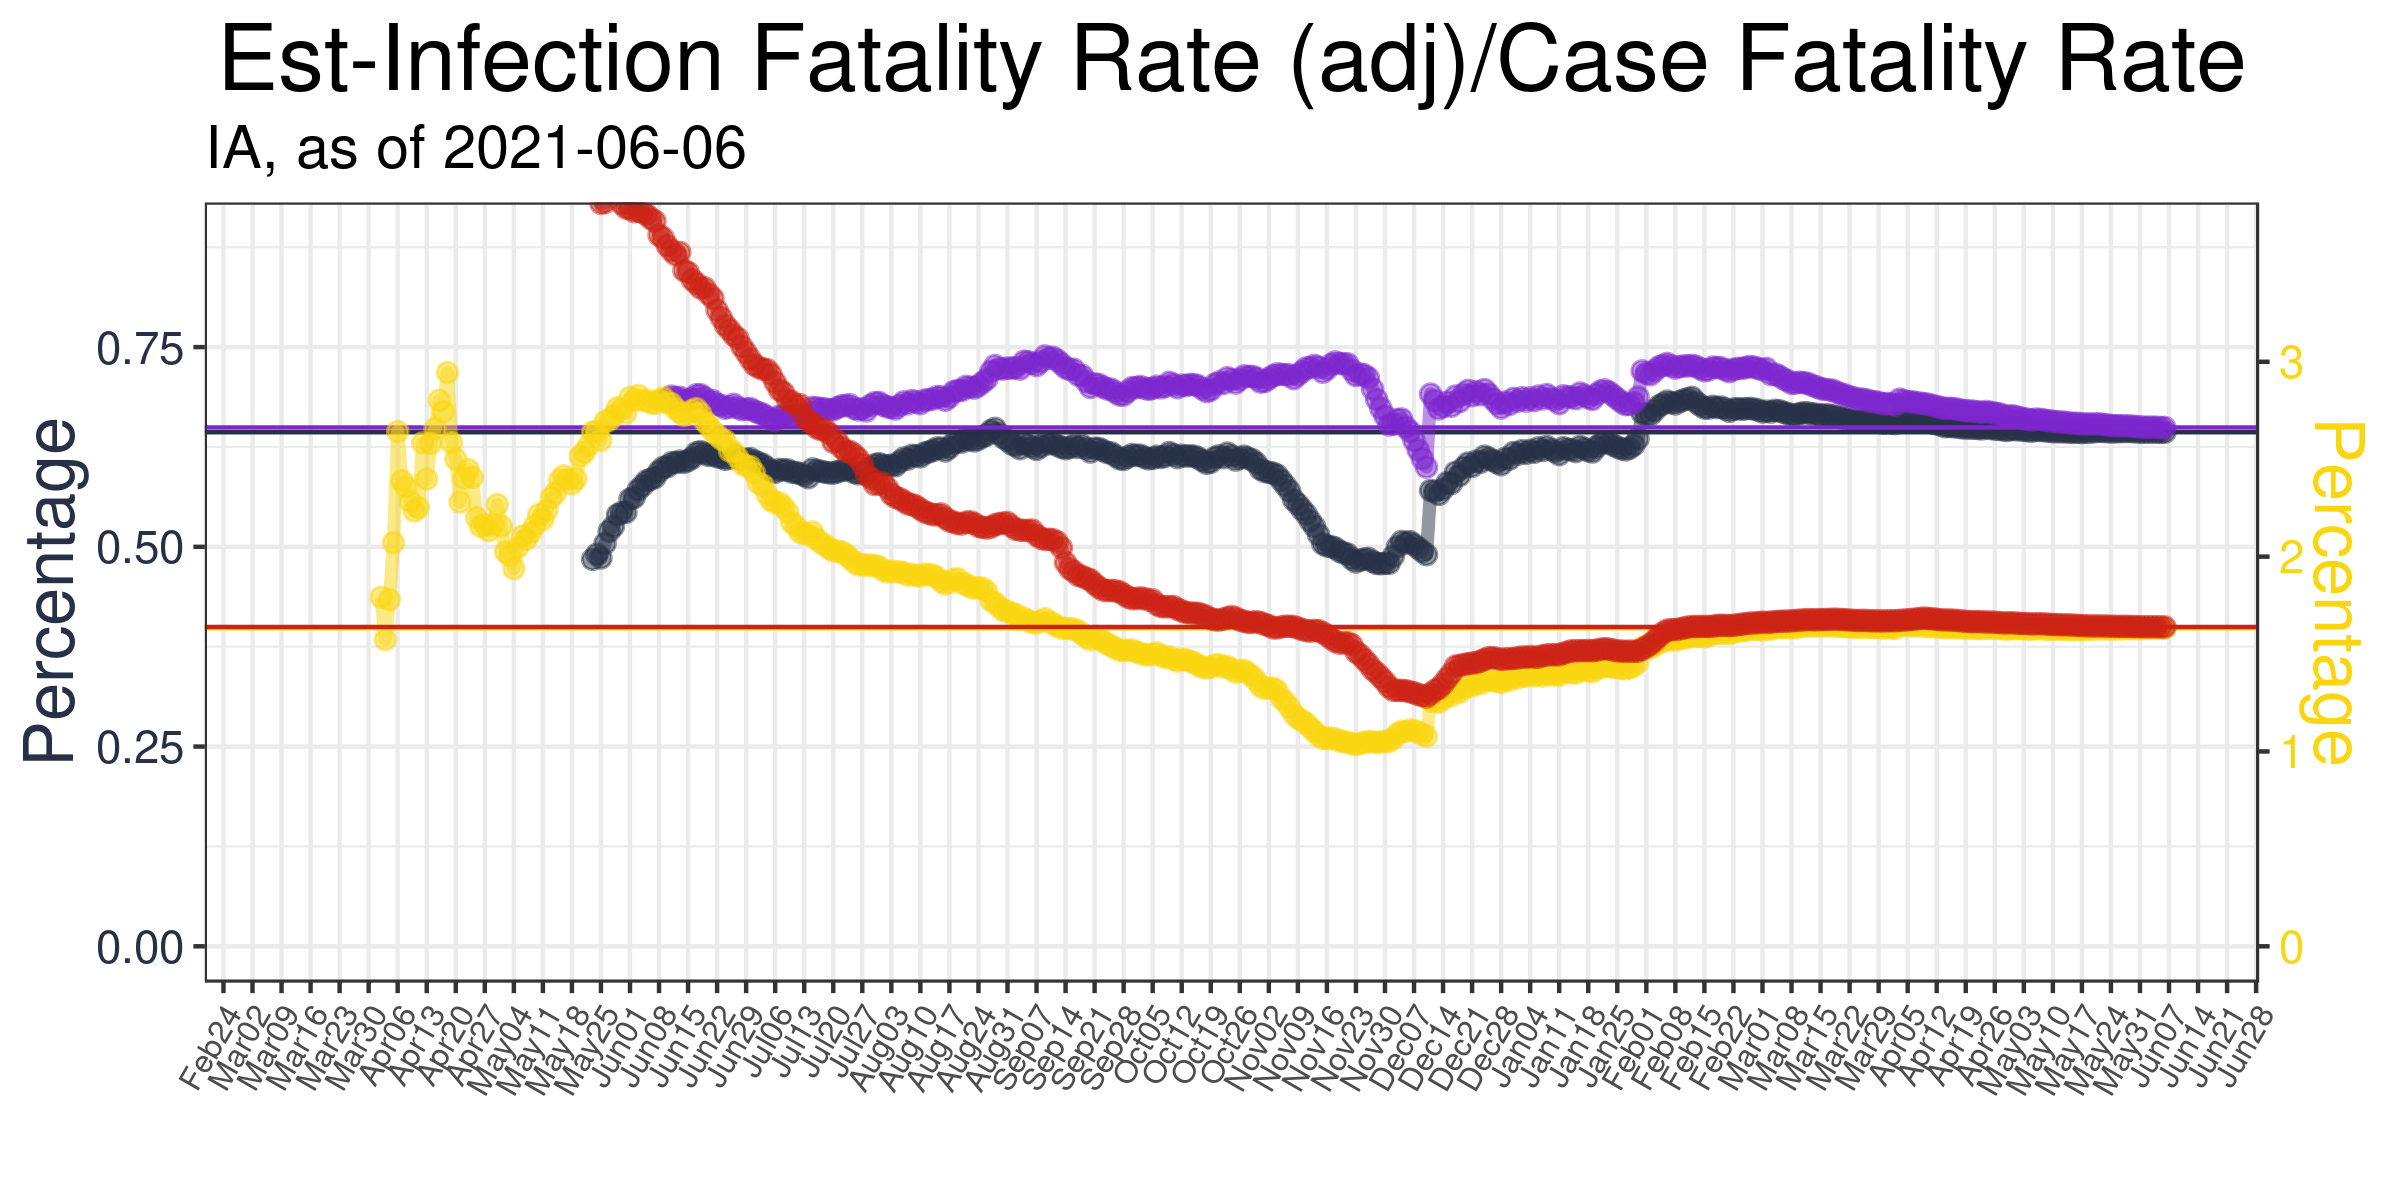 Est-Infection Fatality Rate (adj)/Case Fatality Rate
IA, as of 2021-06-06
Percentage
0.75
0.50
0.25
0.00
3
2
1
0
Percentage
Feb24
Mar02
Mar09
Mar16
Mar23
Mar30
Apr06
Apr13
Apr20
Apr27
May04
May11
May18
May25
Jun01
Jun08
Jun15
Jun22
Jun29
Jul06
Jul13
Jul20
Jul27
Aug03
Aug10
Aug17
Aug24
Aug31
Sep07
Sep14
Sep21
Sep28
Oct05
Oct12
Oct19
Oct26
Nov02
Nov09
Nov16
Nov23
Nov30
Dec07
Dec14
Dec21
Dec28
Jan04
Jan11
Jan18
Jan25
Feb01
Feb08
Feb15
Feb22
Mar01
Mar08
Mar15
Mar22
Mar29
Apr05
Apr12
Apr19
Apr26
May03
May10
May17
May24
May31
Jun07
Jun14
Jun21
Jun28